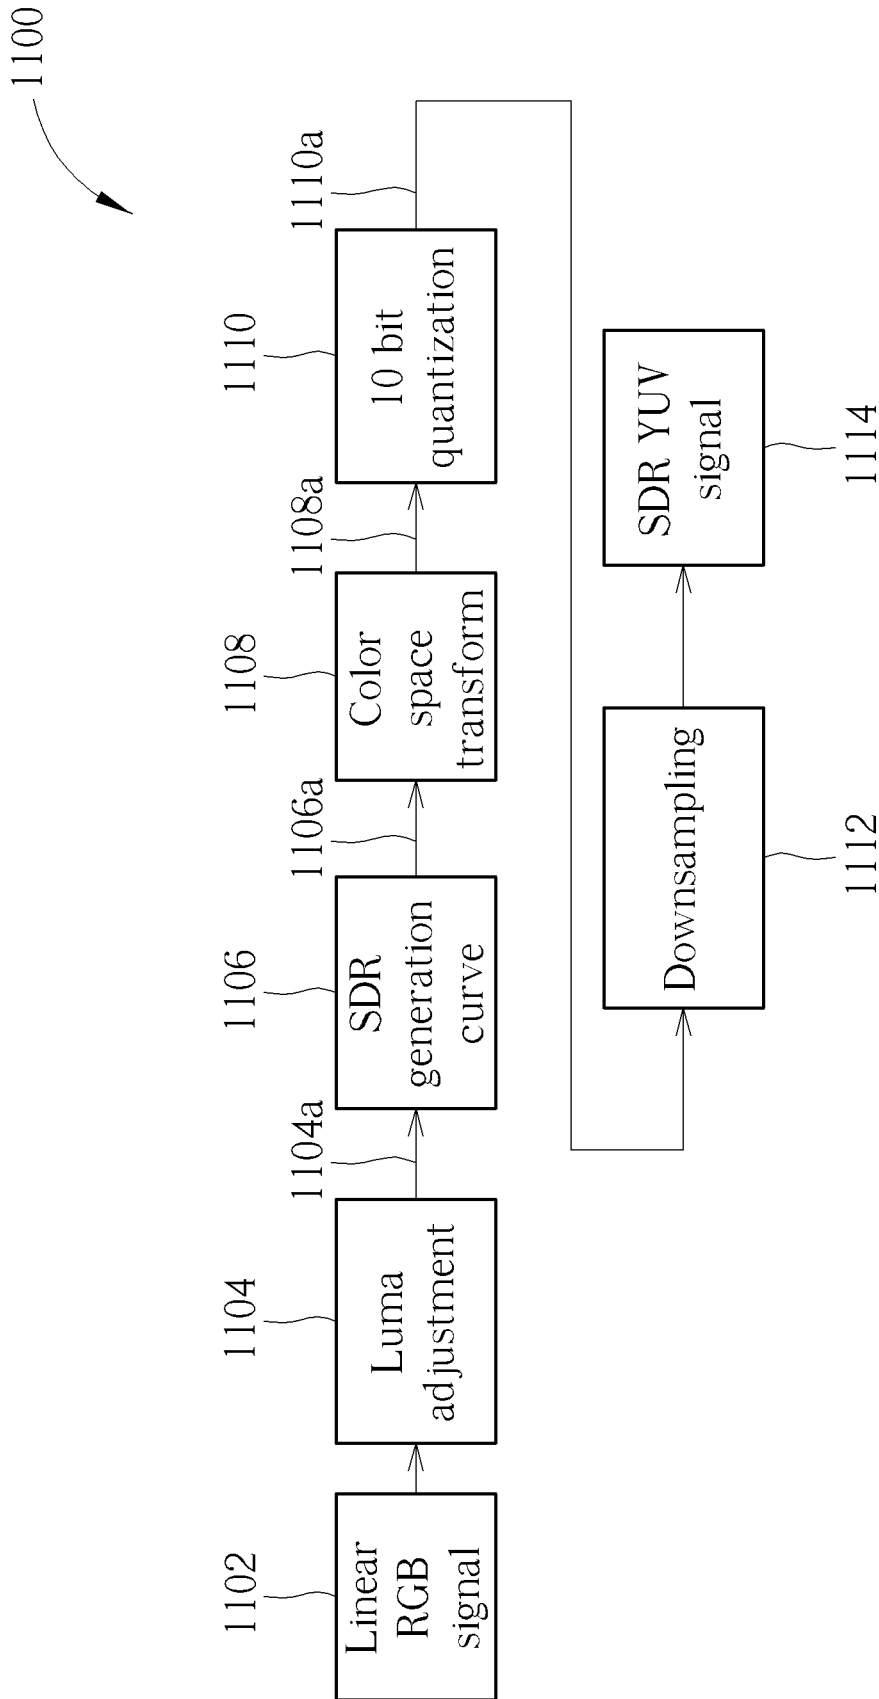 1100
1102
Linear
RGB
signal
1104
Luma
adjustment
1104a
1106
SDR
generation
curve
1106a
1108
Color
space
transform
1108a
1110
10 bit
quantization
1110a
Downsampling
1112
SDR YUV
signal
1114